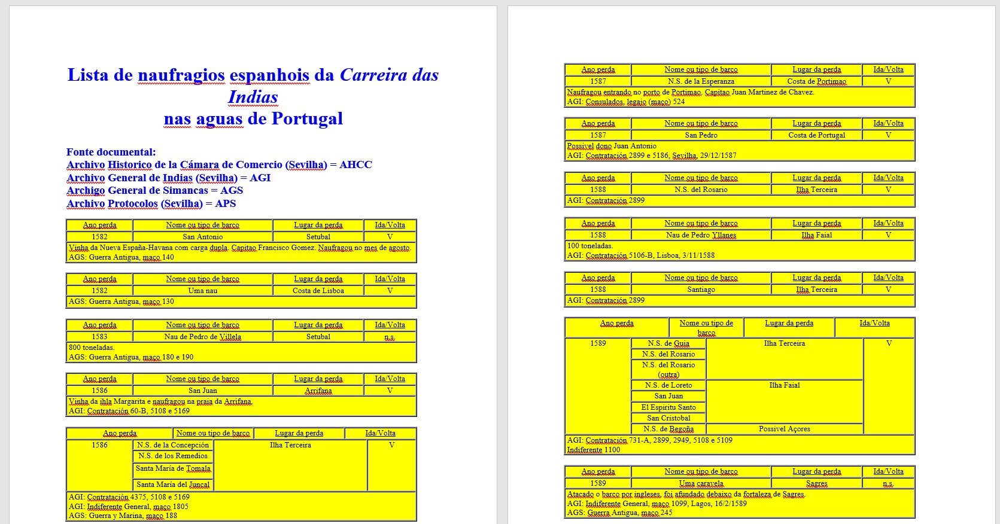 Lista de naufragios espanhois da Carreira das
Indias
nas aguas de Portugal
Fonte documental:
Archivo Historico de la Cámara de Comercio (Sevilha) = AHCC
Archivo General de Indias (Sevilha) = AGI
Archigo General de Simancas = AGS
Archivo Protocolos (Sevilha) = APS
Ano perda Nome ou tipo de barco Lugar da perda Ida/Volta
1582 San Antonio Setubal V
Vinha da Nueva España-Havana com carga dupla. Capitao Francisco Gomez. Naufragou no mes de agosto.
AGS: Guerra Antigua, maço 140
Ano perda Nome ou tipo de barco Lugar da perda Ida/Volta
1582 Uma nau Costa de Lisboa V
AGS: Guerra Antigua, maço 130
Ano perda Nome ou tipo de barco Lugar da perda Ida/Volta
1583 Nau de Pedro de Villela Setubal n.s.
800 toneladas.
AGS: Guerra Antigua, maço 180 e 190
Ano perda Nome ou tipo de barco Lugar da perda Ida/Volta
1586 San Juan Arrifana V
Vinha da ihla Margarita e naufragou na praia da Arrifana.
AGI: Contratación 60-B, 5108 e 5169
Ano perda Nome ou tipo de barco Lugar da perda Ida/Volta
1586 N.S. de la Concepción Ilha Terceira V
N.S. de los Remedios
Santa María de Tomala
Santa María del Juncal
AGI: Contratación 4375, 5108 e 5169
AGI: Indiferente General, maço 1805
AGS: Guerra y Marina, maço 188
Ano perda Nome ou tipo de barco Lugar da perda Ida/Volta
1587 N.S. de la Esperanza Costa de Portimao V
Naufragou entrando no porto de Portimao. Capitao Juan Martinez de Chavez.
AGI: Consulados, legajo (maço) 524
Ano perda Nome ou tipo de barco Lugar da perda Ida/Volta
1587 San Pedro Costa de Portugal V
Possivel dono Juan Antonio
AGI: Contratación 2899 e 5186, Sevilha, 29/12/1587
Ano perda Nome ou tipo de barco Lugar da perda Ida/Volta
1588 N.S. del Rosario Ilha Terceira V
AGI: Contratación 2899
Ano perda Nome ou tipo de barco Lugar da perda Ida/Volta
1588 Nau de Pedro Yllanes Ilha Faial V
100 toneladas.
AGI: Contratación 5106-B, Lisboa, 3/11/1588
Ano perda Nome ou tipo de barco Lugar da perda Ida/Volta
1588 Santiago Ilha Terceira V
AGI: Contratación 2899
Ano perda Nome ou tipo de Lugar da perda Ida/Volta
barco
1589 N.S. de Guia Ilha Terceira V
N.S. del Rosario
N.S. del Rosario
(outra)
N.S. de Loreto Ilha Faial
San Juan
El Espiritu Santo
San Cristobal
N.S. de Begoña Possivel Açores
AGI: Contratación 731-A, 2899, 2949, 5108 e 5109
Indiferente 1100
Ano perda Nome ou tipo de barco Lugar da perda Ida/Volta
1589 Uma caravela Sagres n.s.
Atacado o barco por ingleses, foi afundado debaixo da fortaleza de Sagres.
AGI: Indiferente General, maço 1099, Lagos, 16/2/1589
AGS: Guerra Antigua, maço 245